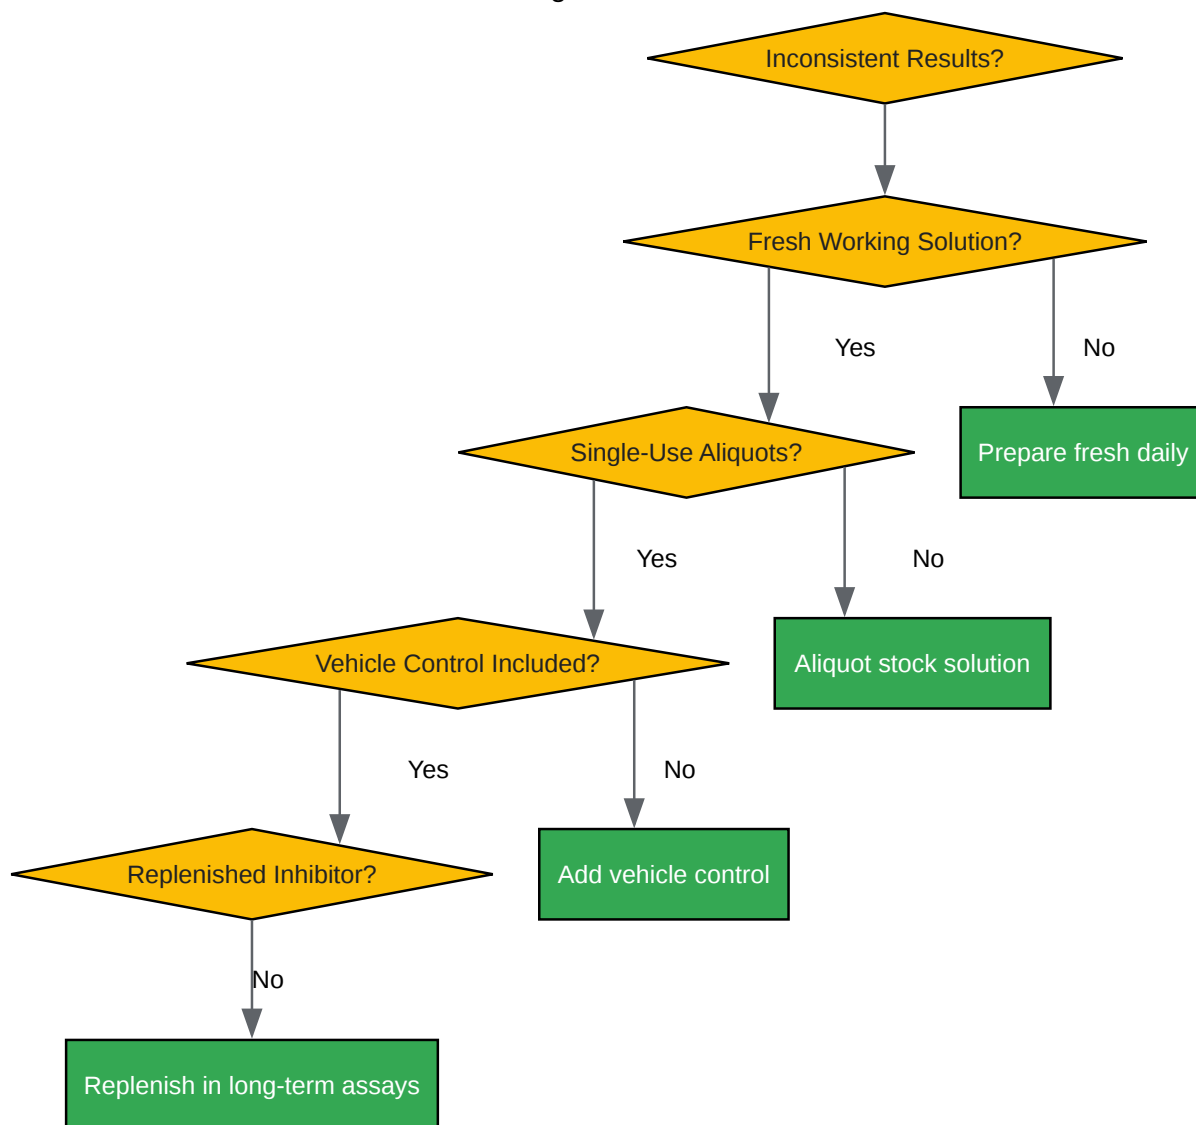 Inconsistent Results?
Fresh Working Solution?
Yes
No
Single-Use Aliquots?
Prepare fresh daily
Yes
No
Vehicle Control Included?
Aliquot stock solution
Yes
No
Replenished Inhibitor?
Add vehicle control
No
Replenish in long-term assays